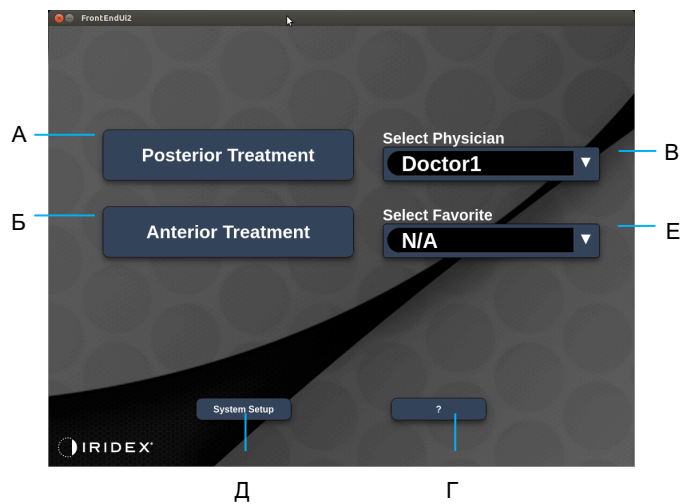 FrontEndUi2
А
Posterior Treatment
Select Physician
Doctor1
В
Б
Anterior Treatment
Select Favorite
N/A
Е
System Setup
?
IRIDEX
Д
Г